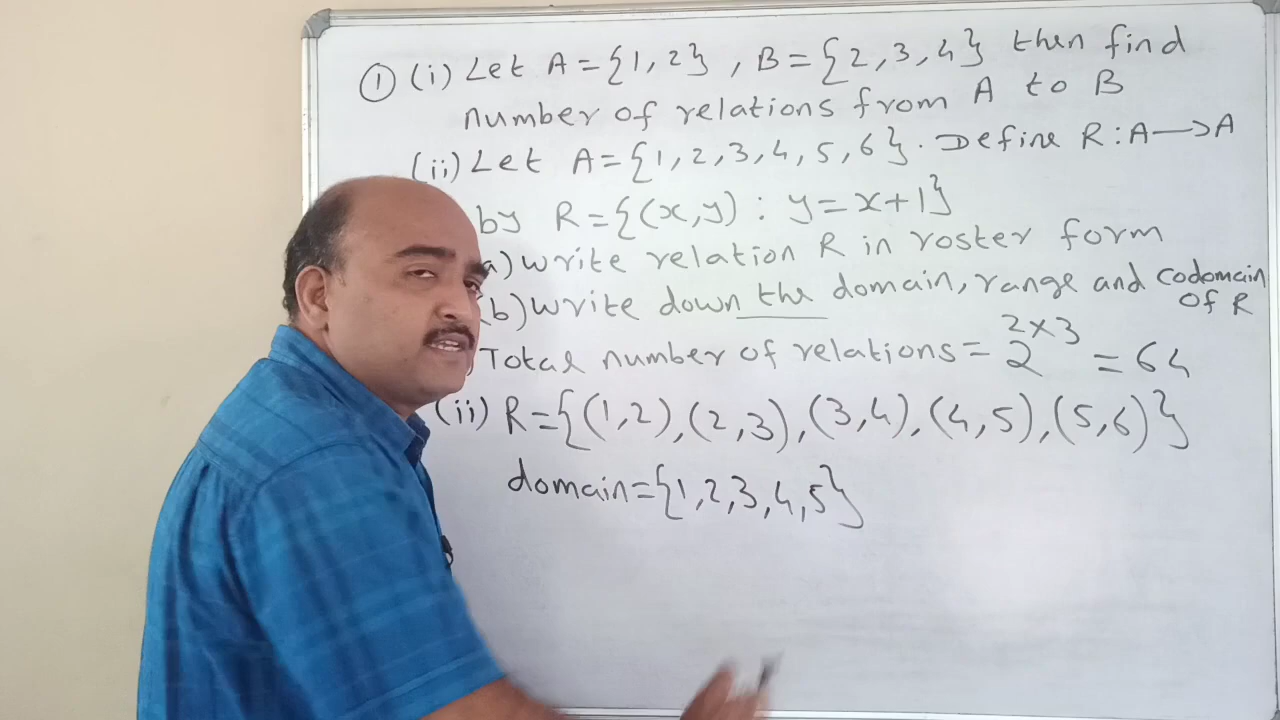 ① (i) Let A = {1, 2} , B = {2, 3, 4} then find
number of relations from A to B
(ii) Let A = {1, 2, 3, 4, 5, 6} . Define R : A → A
by R = {(x, y) : y = x + 1}
a) write relation R in roster form
b) write down the domain, range and codomain
of R
Total number of relations = 2^{2×3} = 64
(ii) R = {(1,2), (2,3), (3,4), (4,5), (5,6)}
domain = {1, 2, 3, 4, 5}